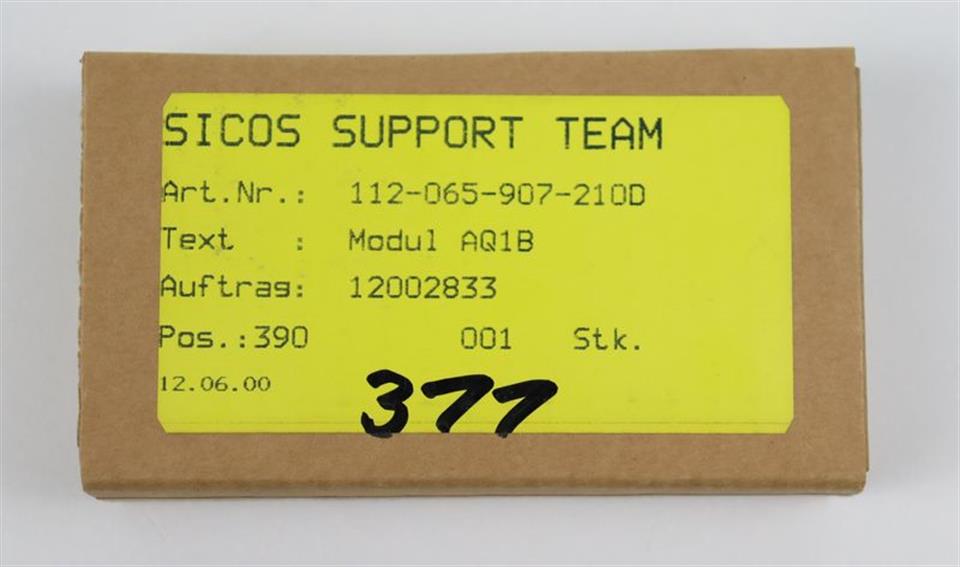 SICOS SUPPORT TEAM
Art.Nr.: 112-065-907-210D
Text : Modul AQ1B
Auftrag: 12002833
Pos.:390 001 Stk.
12.06.00
377